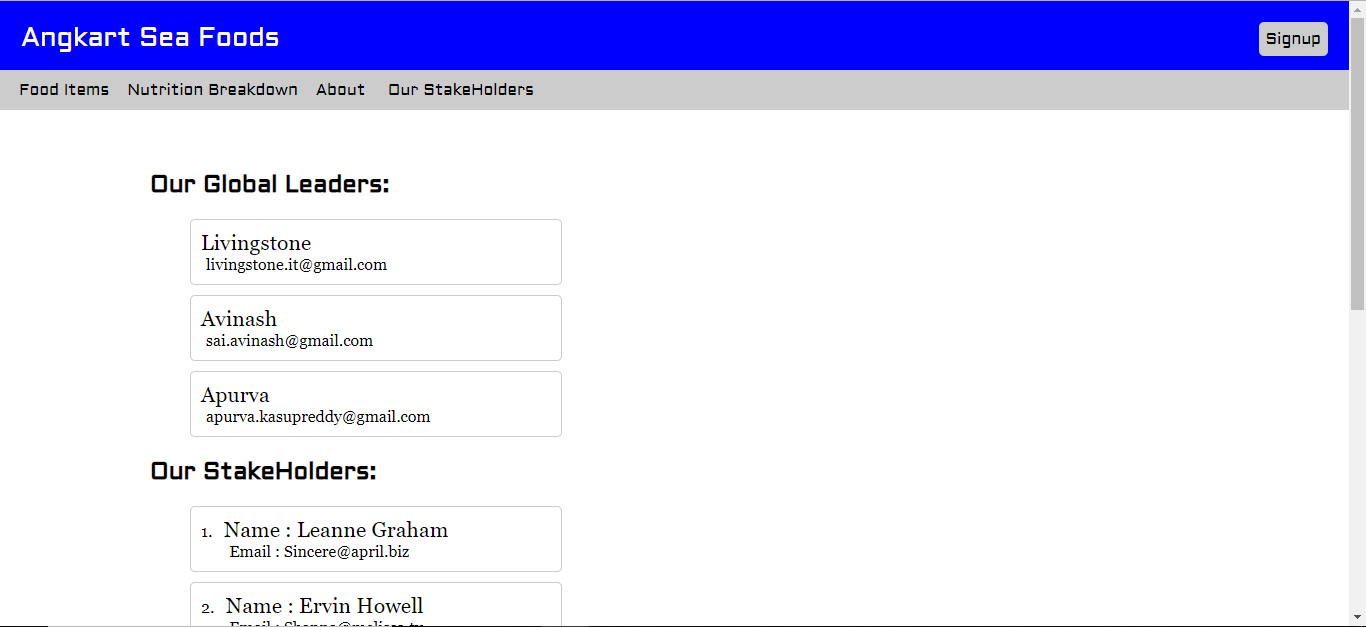 Angkart Sea Foods
Signup
Food Items Nutrition Breakdown About Our StakeHolders
Our Global Leaders:
Livingstone
livingstone.it@gmail.com
Avinash
sai.avinash@gmail.com
Apurva
apurva.kasupreddy@gmail.com
Our StakeHolders:
1. Name : Leanne Graham
Email : Sincere@april.biz
2. Name : Ervin Howell
Email :